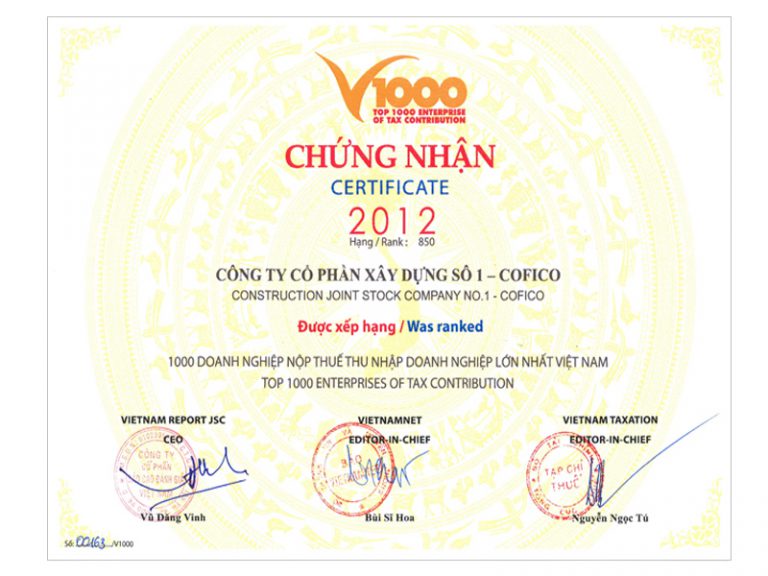 V1000
TOP 1000 ENTERPRISE
OF TAX CONTRIBUTION
CHỨNG NHẬN
CERTIFICATE
2012
Hạng / Rank : 850
CÔNG TY CỔ PHẦN XÂY DỰNG SỐ 1 – COFICO
CONSTRUCTION JOINT STOCK COMPANY NO.1 - COFICO
Được xếp hạng / Was ranked
1000 DOANH NGHIỆP NỘP THUẾ THU NHẬP DOANH NGHIỆP LỚN NHẤT VIỆT NAM
TOP 1000 ENTERPRISES OF TAX CONTRIBUTION
VIETNAM REPORT JSC VIETNAMNET VIETNAM TAXATION
CEO EDITOR-IN-CHIEF EDITOR-IN-CHIEF
CÔNG TY
CỔ PHẦN
VIỆT NAM
BÁO
TẠP CHÍ
THUẾ
Vũ Đăng Vinh Bùi Sĩ Hoa Nguyễn Ngọc Tú
Số: 00163/V1000